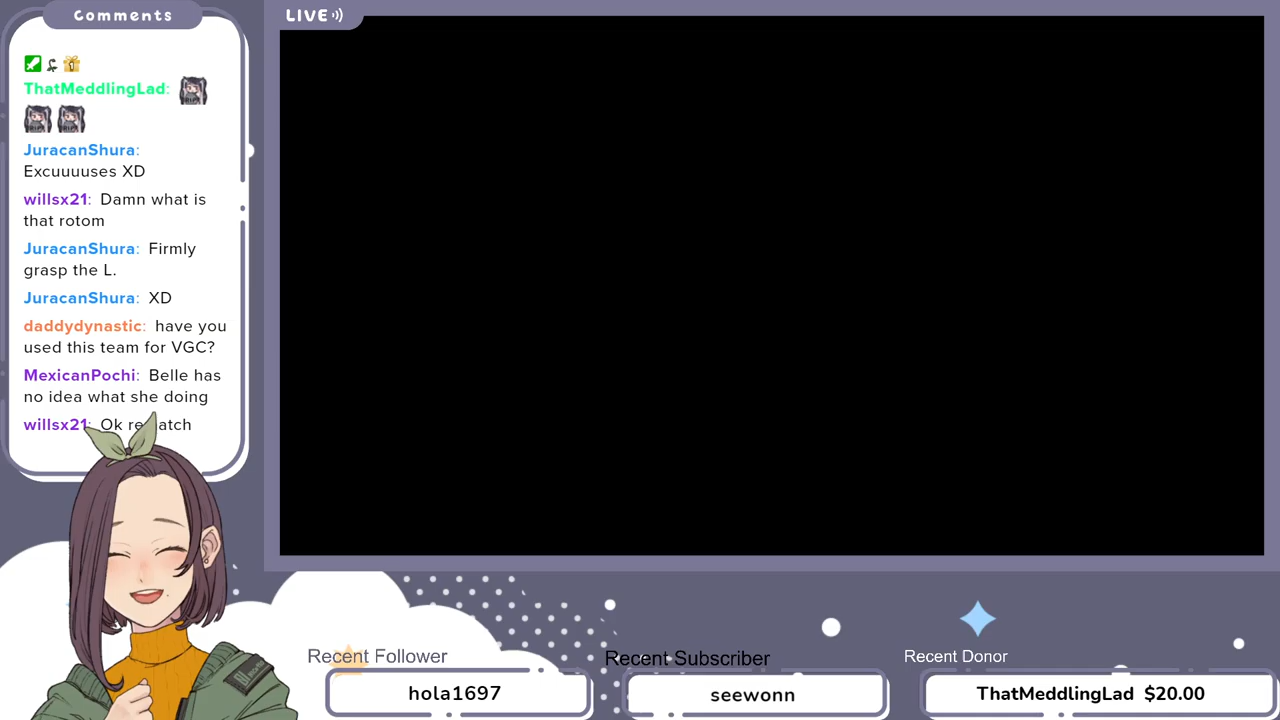 Comments
LIVE
ThatMeddlingLad:
JuracanShura:
Excuuuuses XD
willsx21: Damn what is
that rotom
JuracanShura: Firmly
grasp the L.
JuracanShura: XD
daddydynastic: have you
used this team for VGC?
MexicanPochi: Belle has
no idea what she doing
willsx21: Ok rematch
Recent Follower
hola1697
Recent Subscriber
seewonn
Recent Donor
ThatMeddlingLad $20.00